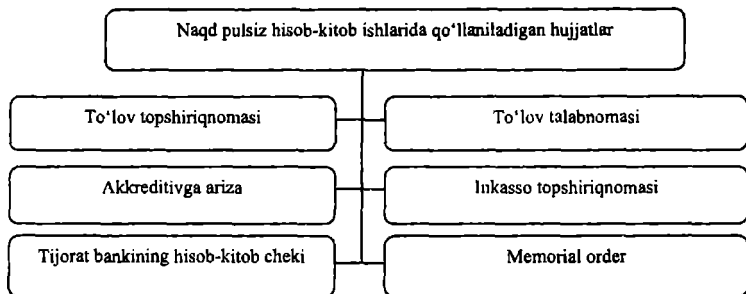 Naqd pulsiz hisob-kitob ishlarida qo‘llaniladigan hujjatlar
To‘lov topshiriqnomasi
To‘lov talabnomasi
Akkreditivga ariza
Inkasso topshiriqnomasi
Tijorat bankining hisob-kitob cheki
Memorial order